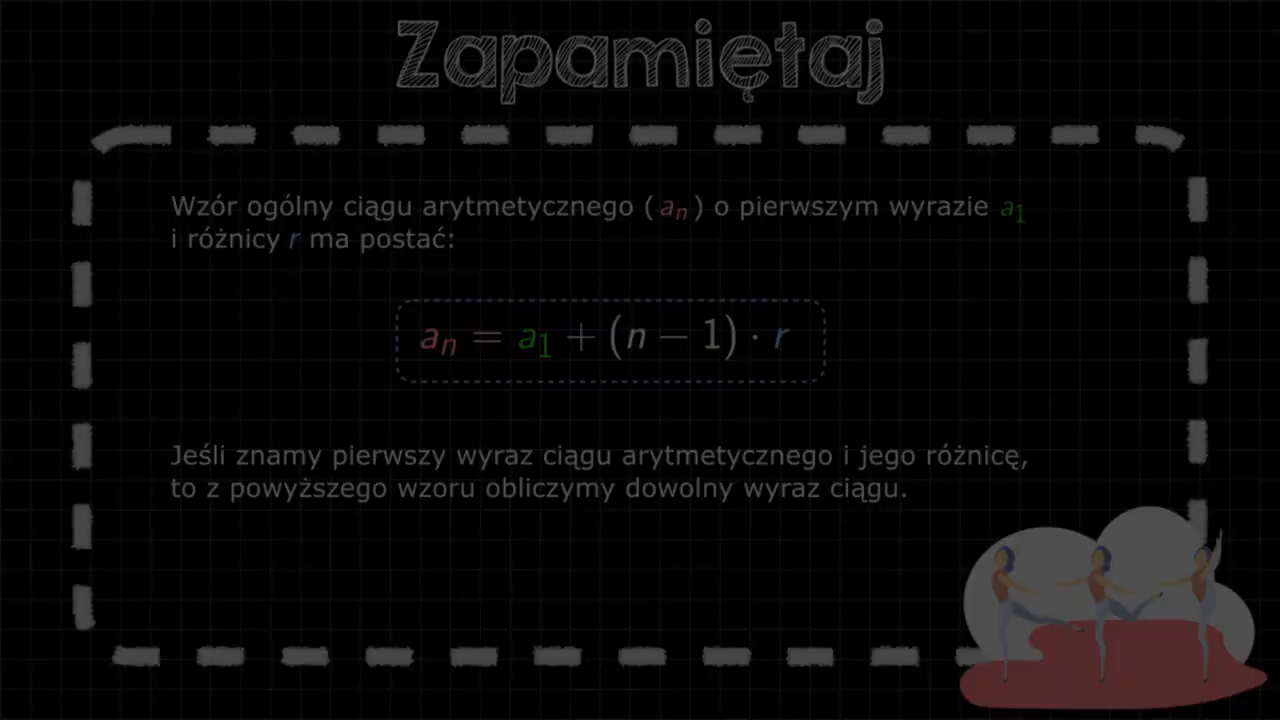 Zapamiętaj
Wzór ogólny ciągu arytmetycznego (aₙ) o pierwszym wyrazie a₁
i różnicy r ma postać:
aₙ = a₁ + (n − 1) · r
Jeśli znamy pierwszy wyraz ciągu arytmetycznego i jego różnicę,
to z powyższego wzoru obliczymy dowolny wyraz ciągu.